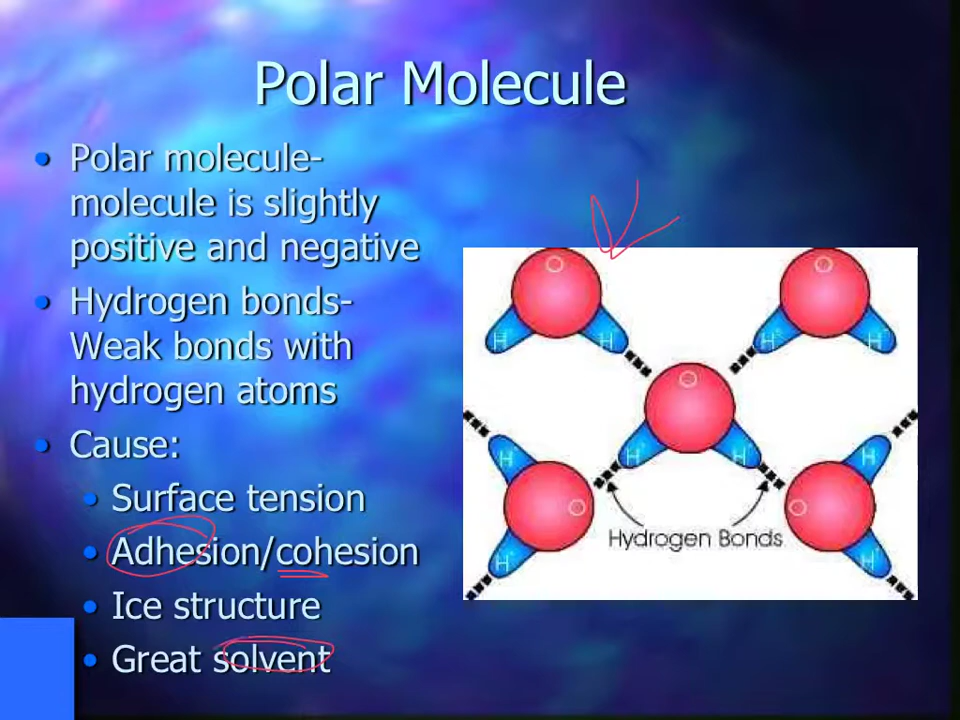 Polar Molecule
• Polar molecule-
molecule is slightly
positive and negative
• Hydrogen bonds-
Weak bonds with
hydrogen atoms
• Cause:
• Surface tension
• Adhesion/cohesion
• Ice structure
• Great solvent
O O
H⁺ H⁺ H⁺ H⁺
O
H⁺ H⁺
H⁺ H⁺
O O
Hydrogen Bonds
H⁺ H⁺